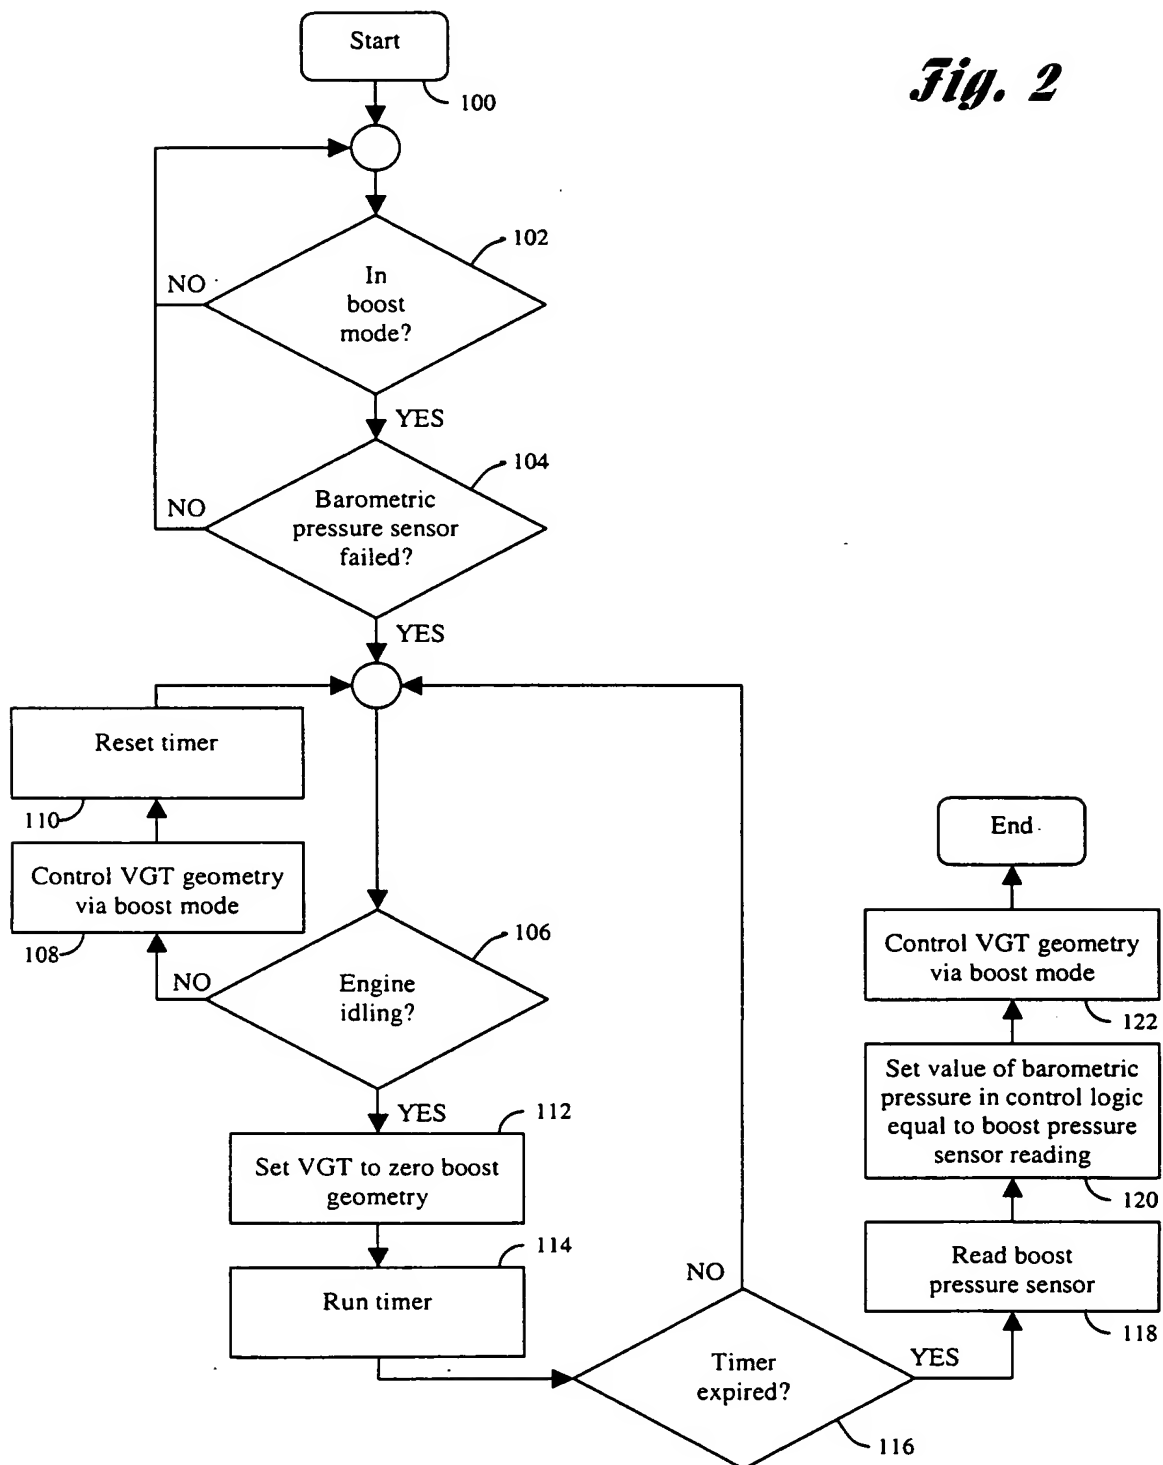 Start
Fig. 2
100
102
In
boost
mode?
NO
YES
104
Barometric
pressure sensor
failed?
NO
YES
Reset timer
110
Control VGT geometry
via boost mode
108
106
Engine
idling?
NO
YES
112
Set VGT to zero boost
geometry
114
Run timer
NO
Timer
expired?
YES
116
End
Control VGT geometry
via boost mode
122
Set value of barometric
pressure in control logic
equal to boost pressure
sensor reading
120
Read boost
pressure sensor
118